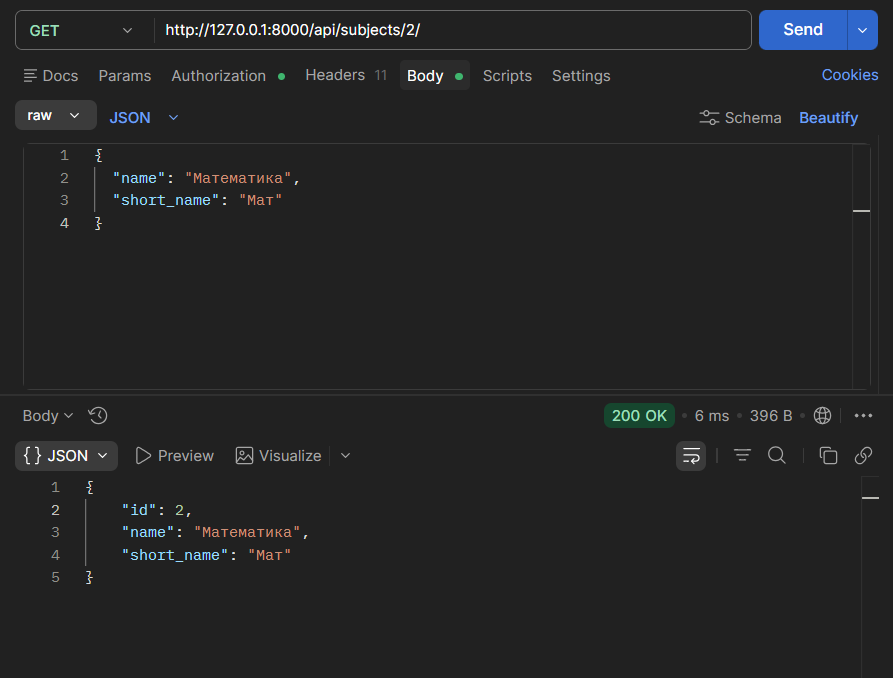 GET http://127.0.0.1:8000/api/subjects/2/ Send
Docs Params Authorization Headers 11 Body Scripts Settings Cookies
raw JSON Schema Beautify
1 {
2 "name": "Математика",
3 "short_name": "Мат"
4 }
Body 200 OK 6 ms 396 B
{} JSON Preview Visualize
1 {
2 "id": 2,
3 "name": "Математика",
4 "short_name": "Мат"
5 }